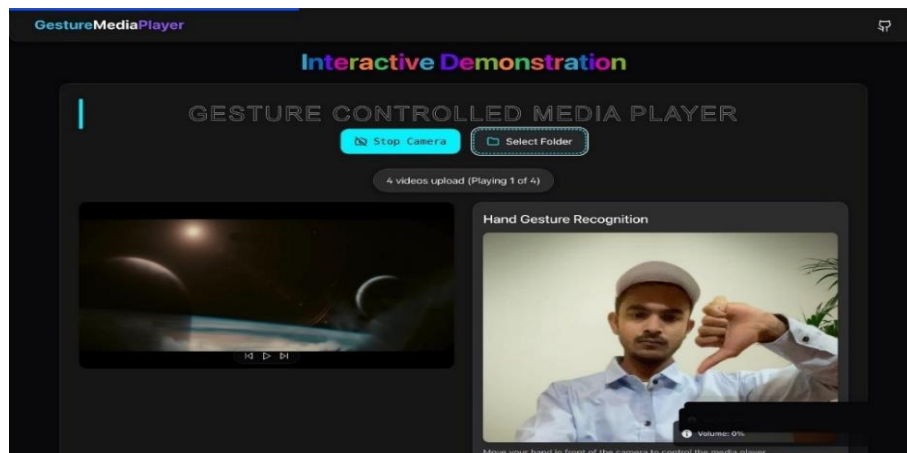 GestureMediaPlayer
Interactive Demonstration
GESTURE CONTROLLED MEDIA PLAYER
Stop Camera
Select Folder
4 videos upload (Playing 1 of 4)
Hand Gesture Recognition
Volume: 0%
Move your hand in front of the camera to control the media player